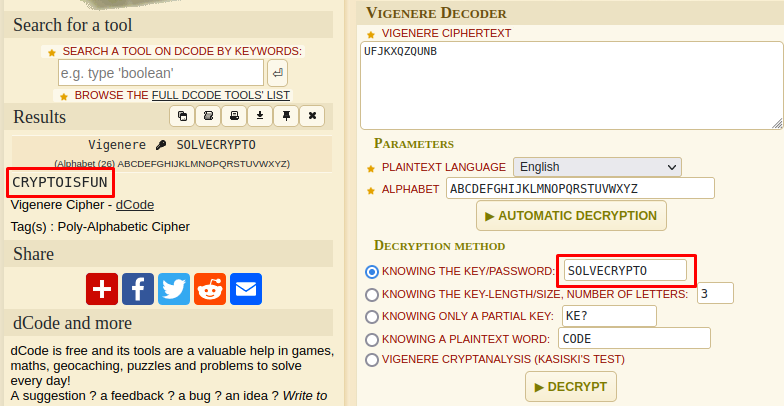 Search for a tool
SEARCH A TOOL ON DCODE BY KEYWORDS:
e.g. type 'boolean'
BROWSE THE FULL DCODE TOOLS' LIST
Results
Vigenere SOLVECRYPTO
(Alphabet (26) ABCDEFGHIJKLMNOPQRSTUVWXYZ)
CRYPTOISFUN
Vigenere Cipher - dCode
Tag(s) : Poly-Alphabetic Cipher
Share
dCode and more
dCode is free and its tools are a valuable help in games,
maths, geocaching, puzzles and problems to solve
every day!
A suggestion ? a feedback ? a bug ? an idea ? Write to
VIGENERE DECODER
VIGENERE CIPHERTEXT
UFJKXQZQUNB
PARAMETERS
PLAINTEXT LANGUAGE English
ALPHABET ABCDEFGHIJKLMNOPQRSTUVWXYZ
▶ AUTOMATIC DECRYPTION
DECRYPTION METHOD
KNOWING THE KEY/PASSWORD: SOLVECRYPTO
KNOWING THE KEY-LENGTH/SIZE, NUMBER OF LETTERS: 3
KNOWING ONLY A PARTIAL KEY: KE?
KNOWING A PLAINTEXT WORD: CODE
VIGENERE CRYPTANALYSIS (KASISKI'S TEST)
▶ DECRYPT